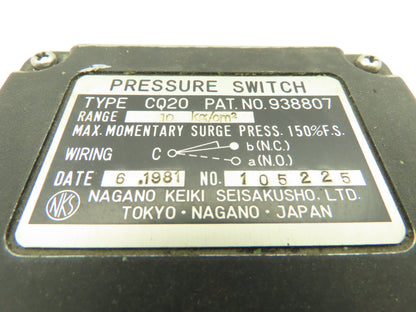 PRESSURE SWITCH
TYPE CQ20 PAT.NO.938807
RANGE 10 kg/cm²
MAX.MOMENTARY SURGE PRESS. 150%F.S.
WIRING C b(N.C.)
a(N.O.)
DATE 6.1981 NO. 105225
NKS NAGANO KEIKI SEISAKUSHO. LTD.
TOKYO·NAGANO·JAPAN